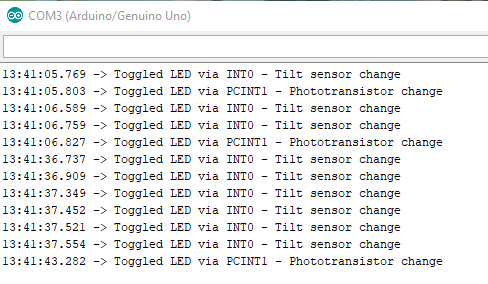 COM3 (Arduino/Genuino Uno)
13:41:05.769 -> Toggled LED via INT0 - Tilt sensor change
13:41:05.803 -> Toggled LED via PCINT1 - Phototransistor change
13:41:06.589 -> Toggled LED via INT0 - Tilt sensor change
13:41:06.759 -> Toggled LED via INT0 - Tilt sensor change
13:41:06.827 -> Toggled LED via PCINT1 - Phototransistor change
13:41:36.737 -> Toggled LED via INT0 - Tilt sensor change
13:41:36.909 -> Toggled LED via INT0 - Tilt sensor change
13:41:37.349 -> Toggled LED via INT0 - Tilt sensor change
13:41:37.452 -> Toggled LED via INT0 - Tilt sensor change
13:41:37.521 -> Toggled LED via INT0 - Tilt sensor change
13:41:37.554 -> Toggled LED via INT0 - Tilt sensor change
13:41:43.282 -> Toggled LED via PCINT1 - Phototransistor change